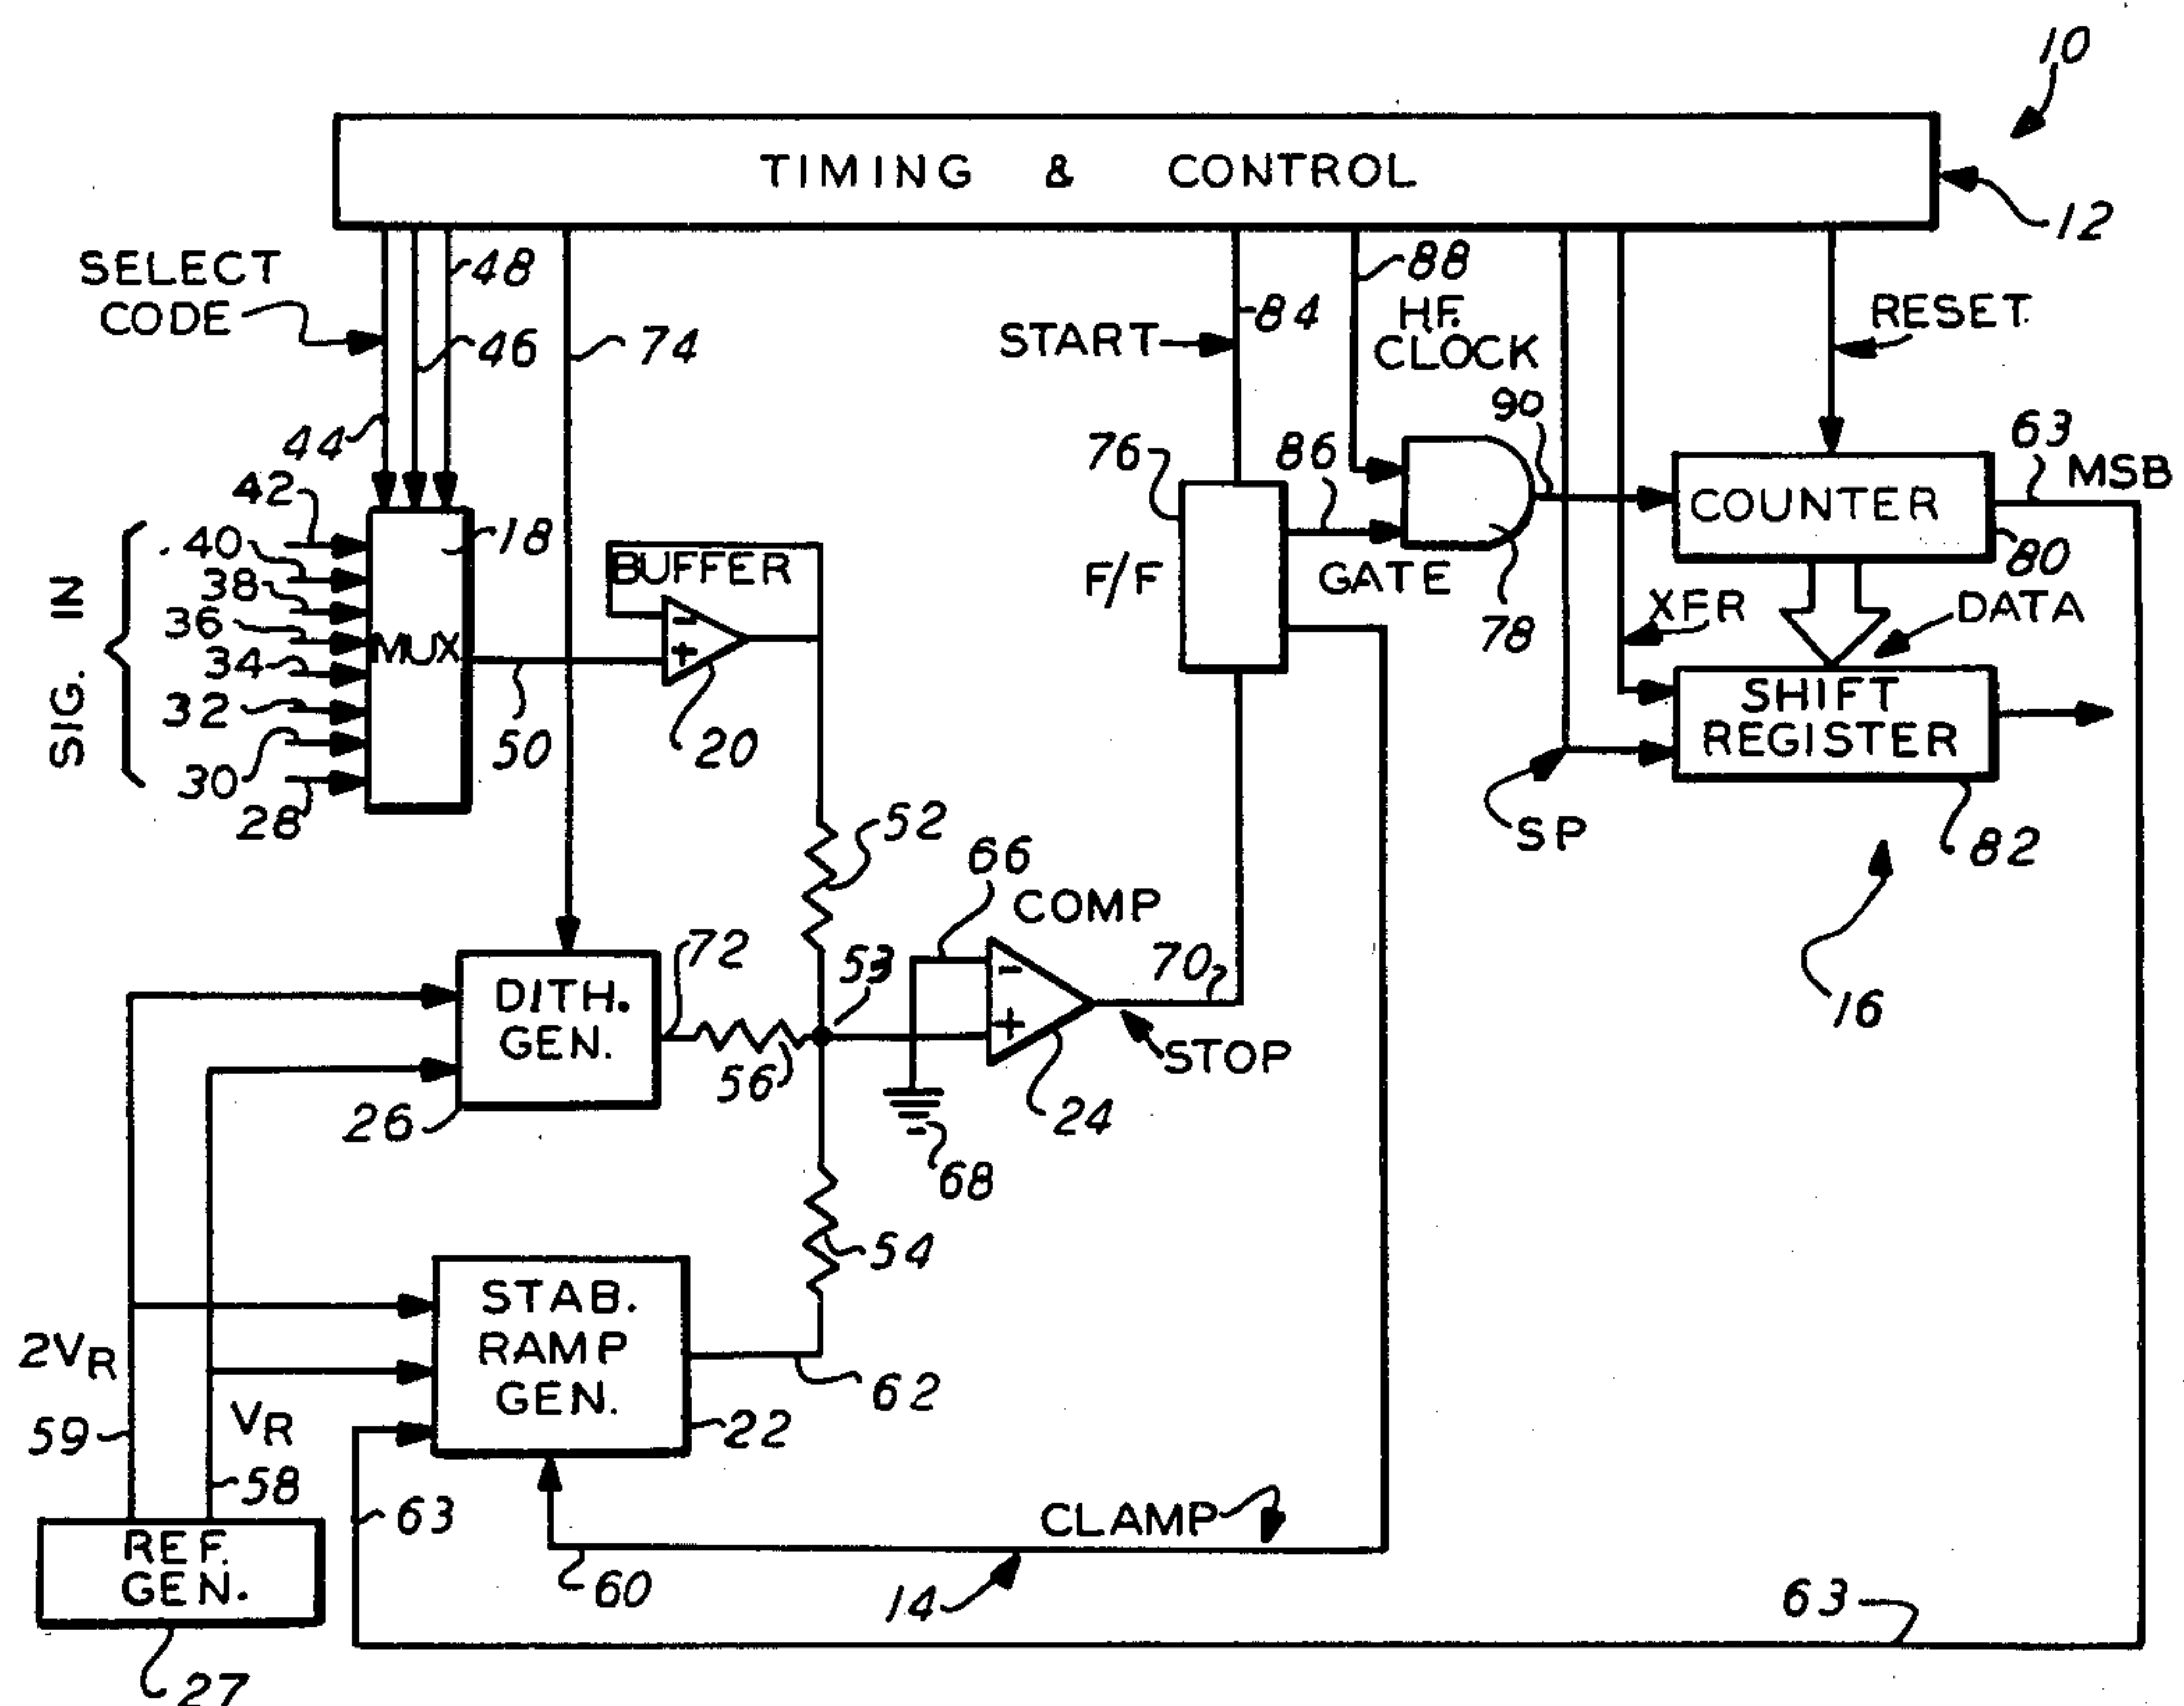 10
TIMING & CONTROL
12
SELECT
CODE
48
46
74
44
START
84
88
H.F.
CLOCK
90
RESET
63
MSB
42
40
38
36
34
32
30
28
SIG. IN
18
MUX
50
BUFFER
-
+
20
76
F/F
86
GATE
78
COUNTER
80
XFR
DATA
SHIFT
REGISTER
SP
82
16
52
66
COMP
53
72
DITH.
GEN.
26
56
-
+
70
STOP
24
68
54
STAB.
RAMP
GEN.
22
62
2VR
VR
59
58
63
REF.
GEN.
27
60
CLAMP
14
63